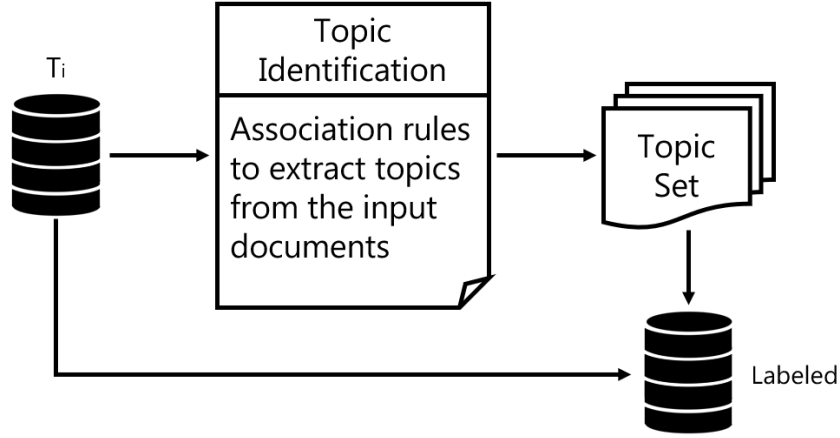 Ti
Topic
Identification
Association rules
to extract topics
from the input
documents
Topic
Set
Labeled